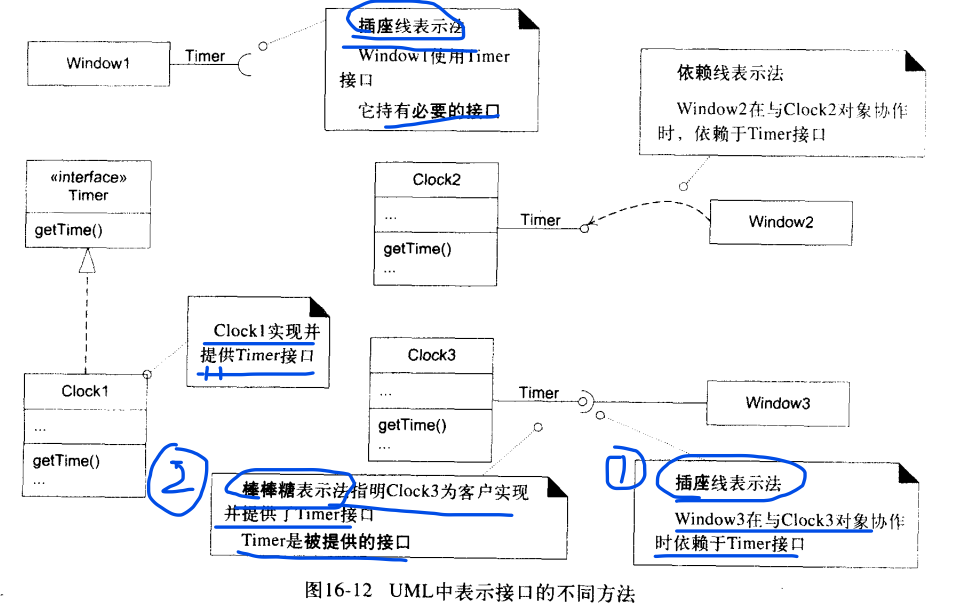 Window1
Timer
插座线表示法
Window1使用Timer
接口
它持有必要的接口
依赖线表示法
Window2在与Clock2对象协作
时，依赖于Timer接口
«interface»
Timer
getTime()
Clock2
...
getTime()
...
Timer
Window2
Clock1实现并
提供Timer接口
Clock1
...
getTime()
...
Clock3
...
getTime()
...
Timer
Window3
2
棒棒糖表示法指明Clock3为客户实现
并提供了Timer接口
Timer是被提供的接口
1
插座线表示法
Window3在与Clock3对象协作
时依赖于Timer接口
图16-12 UML中表示接口的不同方法